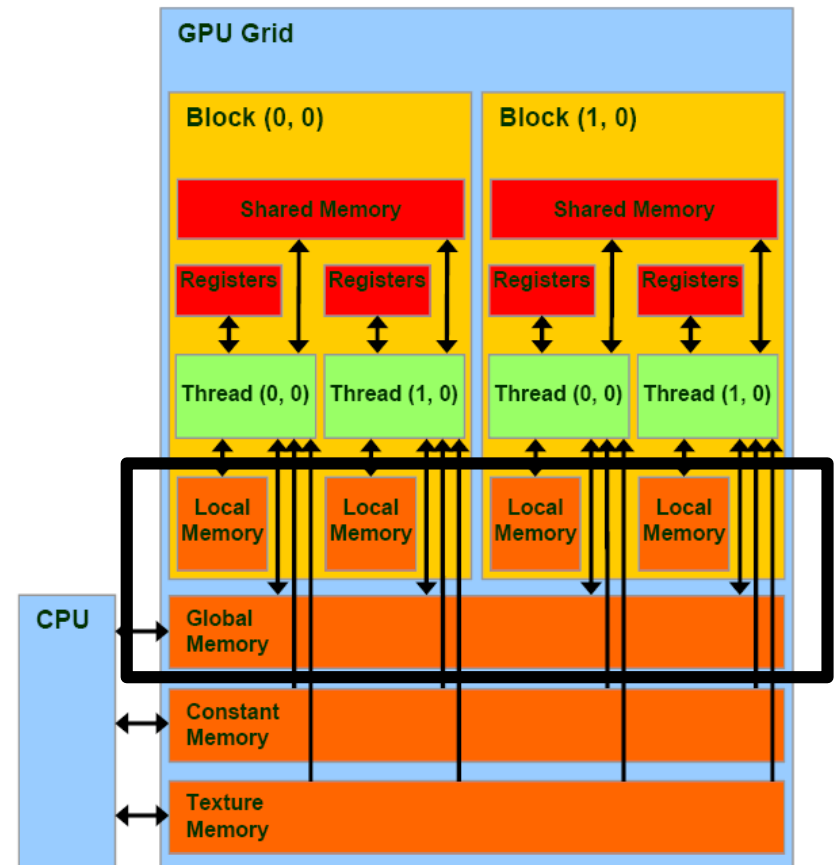 GPU Grid
Block (0, 0)
Block (1, 0)
Shared Memory
Shared Memory
Registers
Registers
Registers
Registers
Thread (0, 0)
Thread (1, 0)
Thread (0, 0)
Thread (1, 0)
Local
Memory
Local
Memory
Local
Memory
Local
Memory
CPU
Global
Memory
Constant
Memory
Texture
Memory